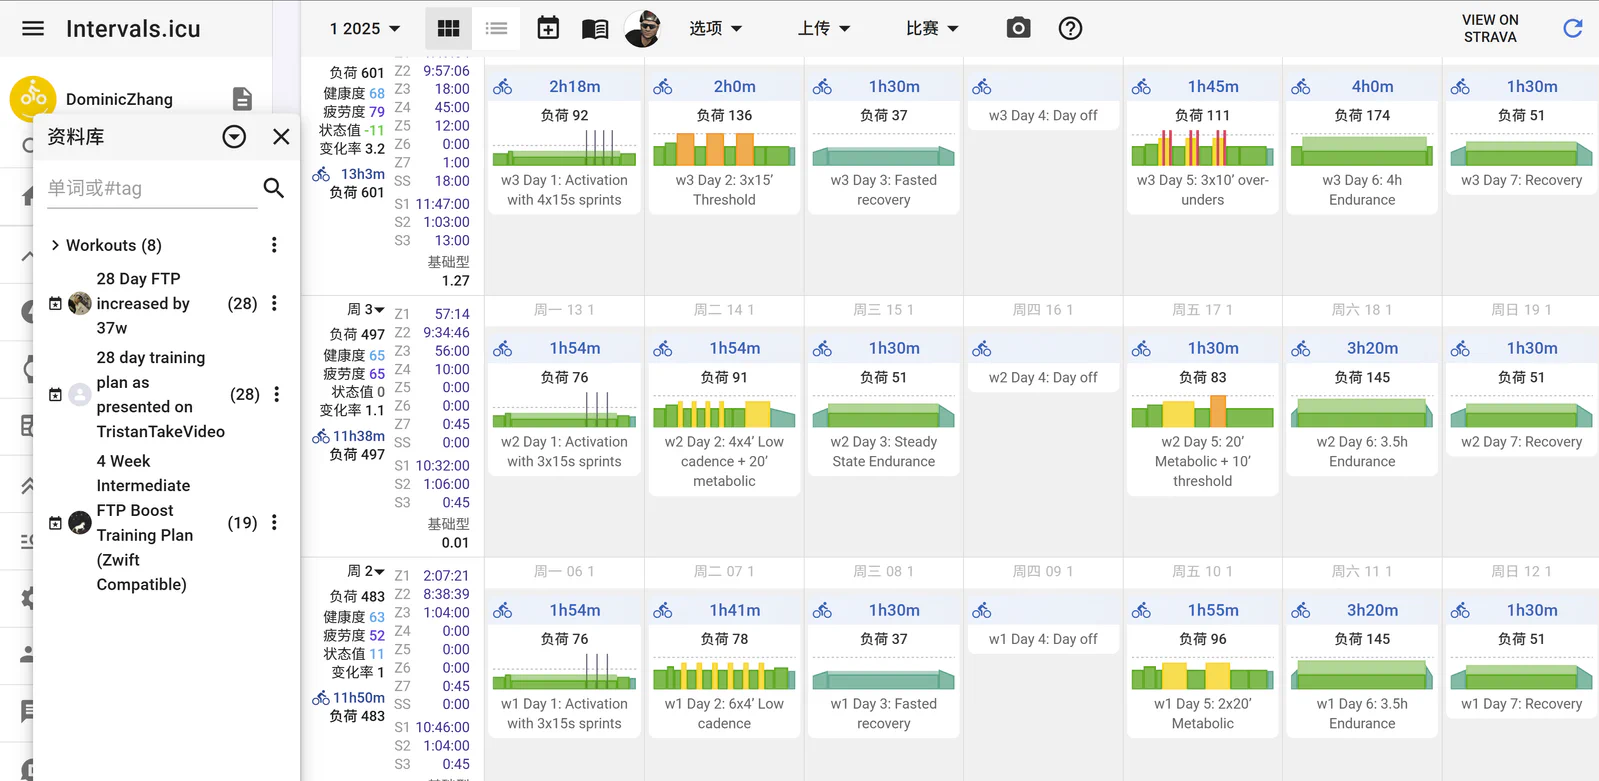 Intervals.icu
1 2025
选项
上传
比赛
VIEW ON
STRAVA
DominicZhang
资料库
单词或#tag
Workouts (8)
28 Day FTP
increased by
37w
(28)
28 day training
plan as
presented on
TristanTakeVideo
(28)
4 Week
Intermediate
FTP Boost
Training Plan
(Zwift
Compatible)
(19)
负荷 601
健康度 68
疲劳度 79
状态值 -11
变化率 3.2
13h3m
负荷 601
Z2 9:57:06
Z3 18:00
Z4 45:00
Z5 12:00
Z6 0:00
Z7 1:00
SS 18:00
S1 11:47:00
S2 1:03:00
S3 13:00
基础型
1.27
2h18m
负荷 92
w3 Day 1: Activation
with 4x15s sprints
2h0m
负荷 136
w3 Day 2: 3x15’
Threshold
1h30m
负荷 37
w3 Day 3: Fasted
recovery
w3 Day 4: Day off
1h45m
负荷 111
w3 Day 5: 3x10’ over-
unders
4h0m
负荷 174
w3 Day 6: 4h
Endurance
1h30m
负荷 51
w3 Day 7: Recovery
周 3
负荷 497
健康度 65
疲劳度 65
状态值 0
变化率 1.1
11h38m
负荷 497
Z1 57:14
Z2 9:34:46
Z3 56:00
Z4 10:00
Z5 0:00
Z6 0:00
Z7 0:45
SS 0:00
S1 10:32:00
S2 1:06:00
S3 0:45
基础型
0.01
周一 13 1
1h54m
负荷 76
w2 Day 1: Activation
with 3x15s sprints
周二 14 1
1h54m
负荷 91
w2 Day 2: 4x4’ Low
cadence + 20’
metabolic
周三 15 1
1h30m
负荷 51
w2 Day 3: Steady
State Endurance
周四 16 1
w2 Day 4: Day off
周五 17 1
1h30m
负荷 83
w2 Day 5: 20’
Metabolic + 10’
threshold
周六 18 1
3h20m
负荷 145
w2 Day 6: 3.5h
Endurance
周日 19 1
1h30m
负荷 51
w2 Day 7: Recovery
周 2
负荷 483
健康度 63
疲劳度 52
状态值 11
变化率 1
11h50m
负荷 483
Z1 2:07:21
Z2 8:38:39
Z3 1:04:00
Z4 0:00
Z5 0:00
Z6 0:00
Z7 0:45
SS 0:00
S1 10:46:00
S2 1:04:00
S3 0:45
周一 06 1
1h54m
负荷 76
w1 Day 1: Activation
with 3x15s sprints
周二 07 1
1h41m
负荷 78
w1 Day 2: 6x4’ Low
cadence
周三 08 1
1h30m
负荷 37
w1 Day 3: Fasted
recovery
周四 09 1
w1 Day 4: Day off
周五 10 1
1h55m
负荷 96
w1 Day 5: 2x20’
Metabolic
周六 11 1
3h20m
负荷 145
w1 Day 6: 3.5h
Endurance
周日 12 1
1h30m
负荷 51
w1 Day 7: Recovery